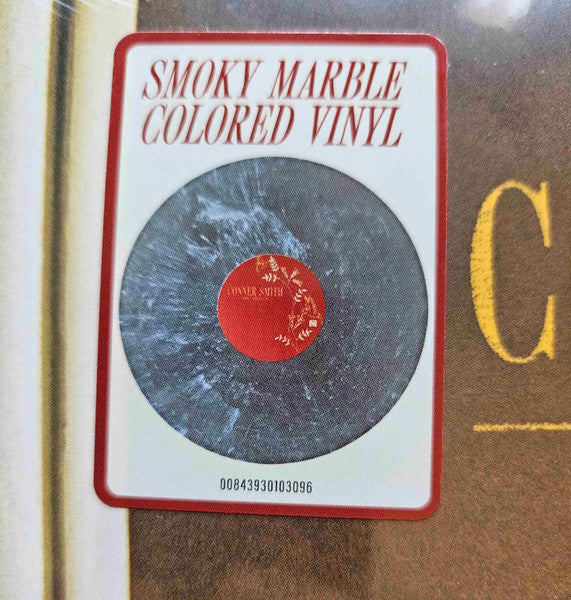 SMOKY MARBLE
COLORED VINYL
CONNER SMITH
00843930103096
C